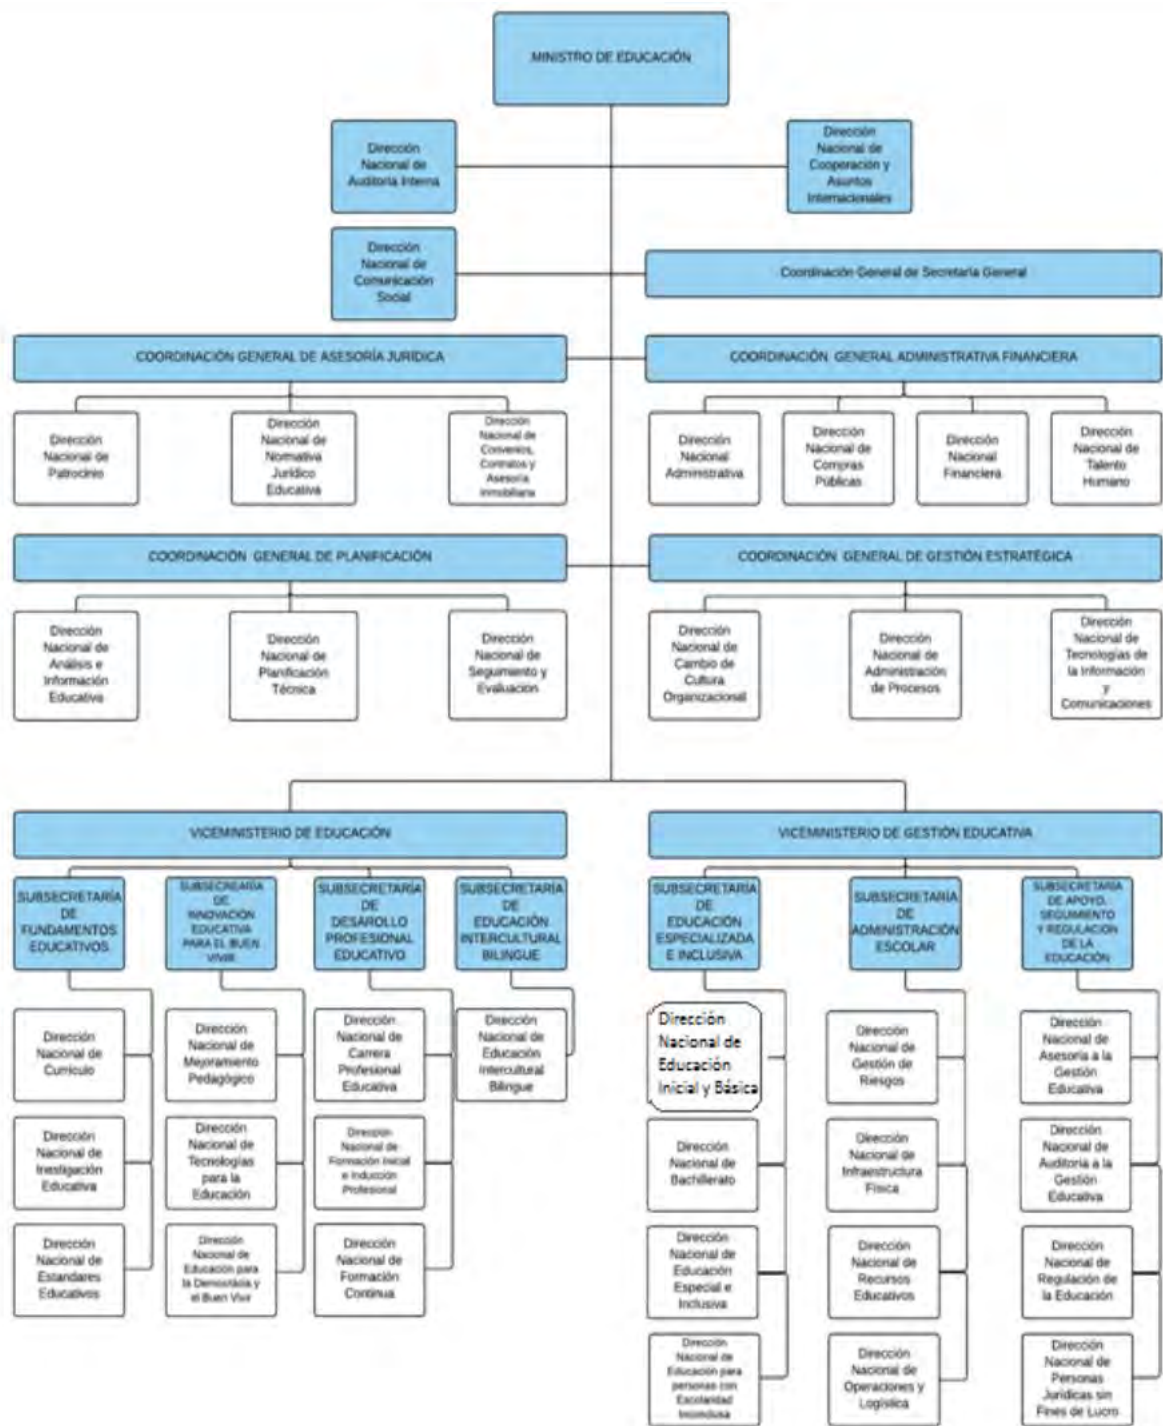 MINISTRO DE EDUCACIÓN
Dirección
Nacional de
Auditoría Interna
Dirección
Nacional de
Cooperación y
Asuntos
Internacionales
Dirección
Nacional de
Comunicación
Social
Coordinación General de Secretaría General
COORDINACIÓN GENERAL DE ASESORÍA JURÍDICA
COORDINACIÓN GENERAL ADMINISTRATIVA FINANCIERA
Dirección
Nacional de
Patrocinio
Dirección
Nacional de
Normativa
Jurídico
Educativa
Dirección
Nacional de
Convenios,
Contratos y
Asesoría
Inmobiliaria
Dirección
Nacional
Administrativa
Dirección
Nacional de
Compras
Públicas
Dirección
Nacional
Financiera
Dirección
Nacional de
Talento
Humano
COORDINACIÓN GENERAL DE PLANIFICACIÓN
COORDINACIÓN GENERAL DE GESTIÓN ESTRATÉGICA
Dirección
Nacional de
Análisis e
Información
Educativa
Dirección
Nacional de
Planificación
Técnica
Dirección
Nacional de
Seguimiento y
Evaluación
Dirección
Nacional de
Cambio de
Cultura
Organizacional
Dirección
Nacional de
Administración
de Procesos
Dirección
Nacional de
Tecnologías de
la Información
y
Comunicaciones
VICEMINISTERIO DE EDUCACIÓN
VICEMINISTERIO DE GESTIÓN EDUCATIVA
SUBSECRETARÍA
DE
FUNDAMENTOS
EDUCATIVOS
SUBSECREARÍA
DE
INNOVACIÓN
EDUCATIVA
PARA EL BUEN
VIVIR
SUBSECRETARÍA
DE
DESAROLLO
PROFESIONAL
EDUCATIVO
SUBSECRETARÍA
DE
EDUCACIÓN
INTERCULTURAL
BILINGUE
SUBSECRETARÍA
DE
EDUCACIÓN
ESPECIALIZADA
E INCLUSIVA
SUBSECRETARÍA
DE
ADMINISTRACIÓN
ESCOLAR
SUBSECRETARÍA
DE APOYO,
SEGUIMIENTO
Y REGULACIÓN
DE LA
EDUCACIÓN
Dirección
Nacional de
Currículo
Dirección
Nacional de
Mejoramiento
Pedagógico
Dirección
Nacional de
Carrera
Profesional
Educativa
Dirección
Nacional de
Educación
Intercultural
Bilingue
Dirección
Nacional de
Educación
Inicial y Básica
Dirección
Nacional de
Gestión de
Riesgos
Dirección
Nacional de
Asesoría a la
Gestión
Educativa
Dirección
Nacional de
Inestigación
Educativa
Dirección
Nacional de
Tecnologías
para la
Educación
Dirección
Nacional de
Formación Inicial
e Inducción
Profesional
Dirección
Nacional de
Bachillerato
Dirección
Nacional de
Infraestructura
Física
Dirección
Nacional de
Auditoría a la
Gestión
Educativa
Dirección
Nacional de
Estandares
Educativos
Dirección
Nacional de
Educación para
la Democracia y
el Buen Vivir
Dirección
Nacional de
Formación
Continua
Dirección
Nacional de
Educación
Especial e
Inclusiva
Dirección
Nacional de
Recursos
Educativos
Dirección
Nacional de
Regulación de
la Educación
Dirección
Nacional de
Educación para
personas con
Escolaridad
Inconclusa
Dirección
Nacional de
Operaciones y
Logística
Dirección
Nacional de
Personas
Jurídicas sin
Fines de Lucro